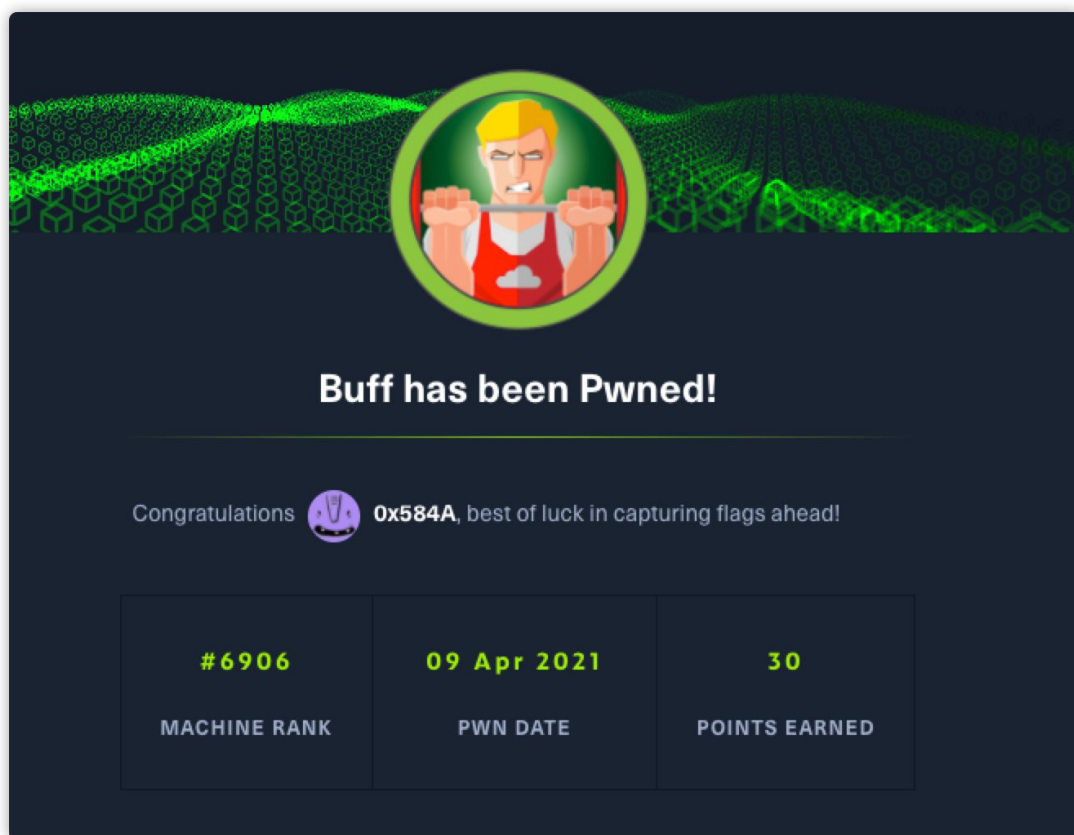 Buff has been Pwned!
Congratulations 0x584A, best of luck in capturing flags ahead!
#6906 09 Apr 2021 30
MACHINE RANK PWN DATE POINTS EARNED